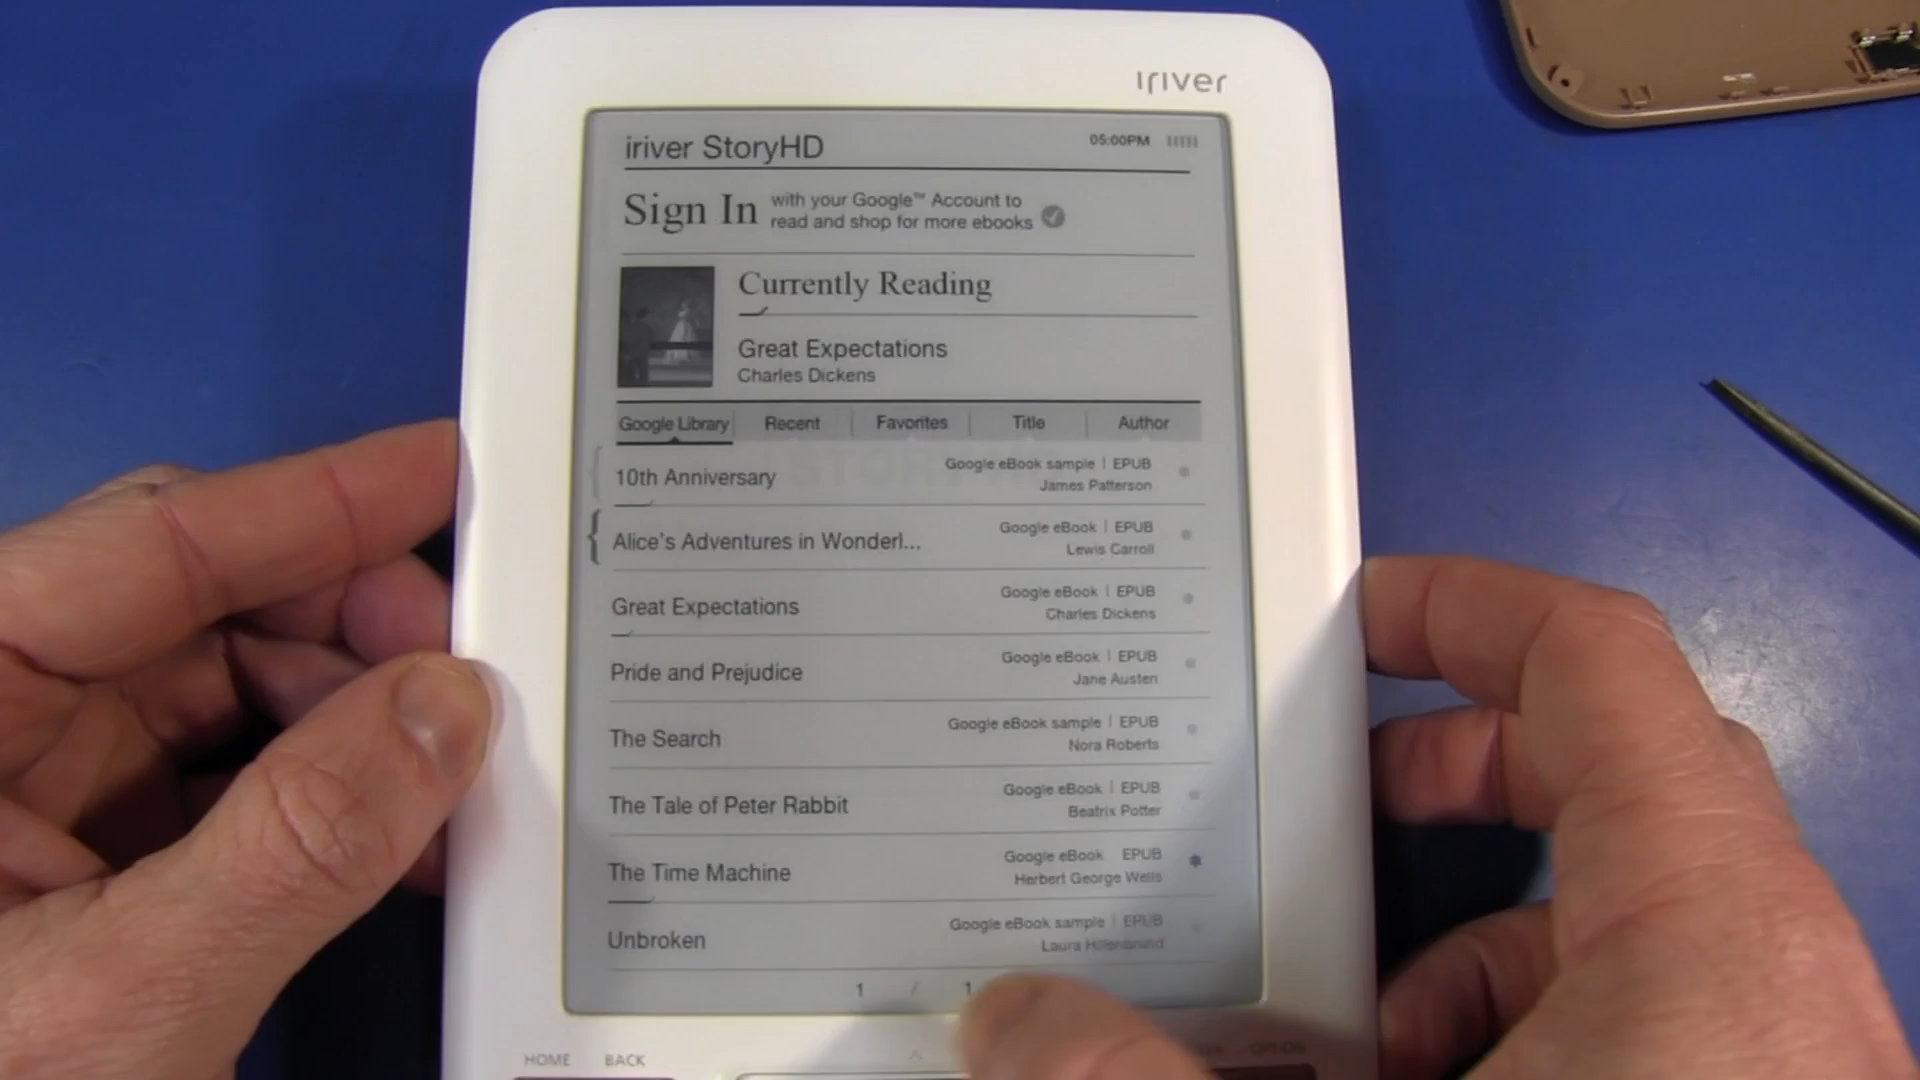 iriver
iriver StoryHD 05:00PM
Sign In with your Google™ Account to
read and shop for more ebooks
Currently Reading
Great Expectations
Charles Dickens
Google Library Recent Favorites Title Author
10th Anniversary Google eBook sample | EPUB
James Patterson
Alice's Adventures in Wonderl... Google eBook | EPUB
Lewis Carroll
Great Expectations Google eBook | EPUB
Charles Dickens
Pride and Prejudice Google eBook | EPUB
Jane Austen
The Search Google eBook sample | EPUB
Nora Roberts
The Tale of Peter Rabbit Google eBook | EPUB
Beatrix Potter
The Time Machine Google eBook EPUB
Herbert George Wells
Unbroken Google eBook sample | EPUB
Laura Hillenbrand
1 / 1
HOME BACK